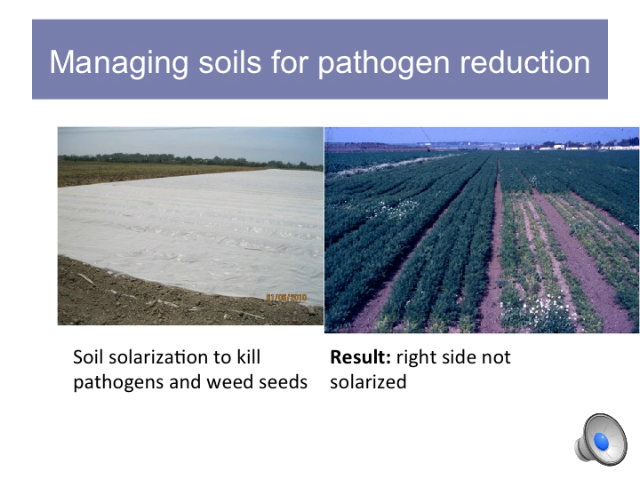 Managing soils for pathogen reduction
Soil solarization to kill
pathogens and weed seeds
Result: right side not
solarized